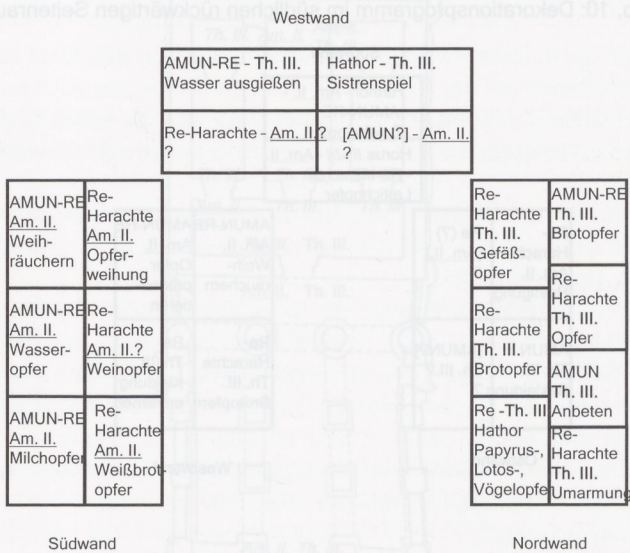 Westwand
AMUN-RE - Th. III.
Wasser ausgießen
Hathor - Th. III.
Sistrenspiel
Re-Harachte - Am. II.?
?
[AMUN?] - Am. II.
?
AMUN-RE
Am. II.
Weih-
räuchern
Re-
Harachte
Am. II.
Opfer-
weihung
AMUN-RE
Am. II.
Wasser-
opfer
Re-
Harachte
Am. II.?
Weinopfer
AMUN-RE
Am. II.
Milchopfer
Re-
Harachte
Am. II.
Weißbrot-
opfer
Südwand
Re-
Harachte
Th. III.
Gefäß-
opfer
Re-
Harachte
Th. III.
Brotopfer
Re -Th. III
Hathor
Papyrus-,
Lotos-,
Vögelopfer
AMUN-RE
Th. III.
Brotopfer
Re-
Harachte
Th. III.
Opfer
AMUN
Th. III.
Anbeten
Re-
Harachte
Th. III.
Umarmung
Nordwand